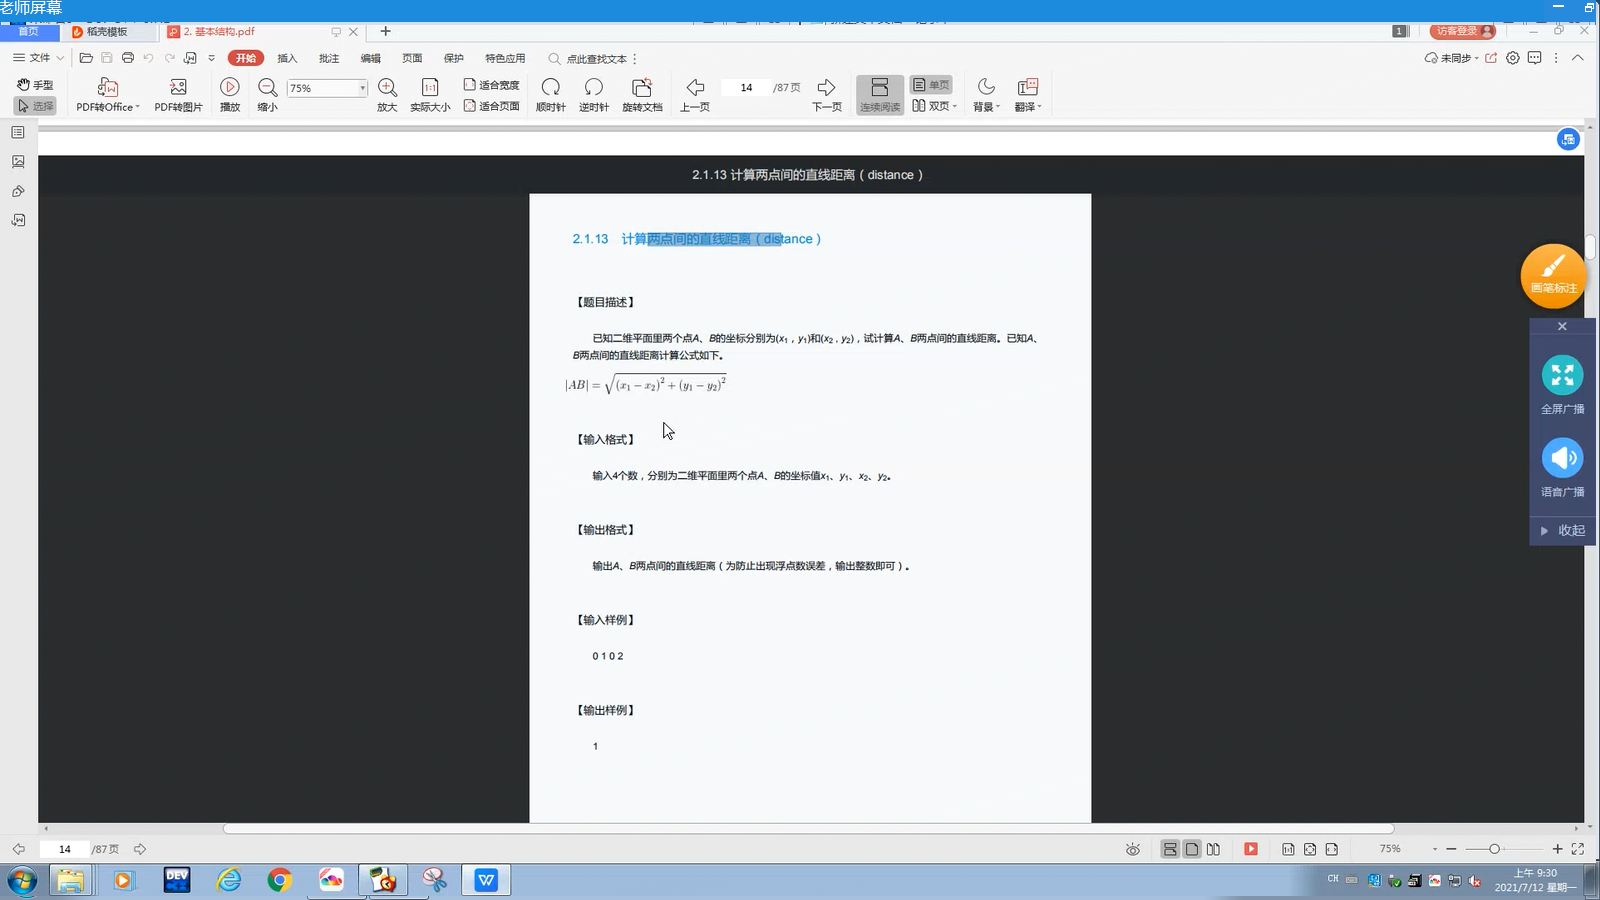 老师屏幕
首页
稻壳模板
2. 基本结构.pdf
1
访客登录
文件
开始
插入
批注
编辑
页面
保护
特色应用
点此查找文本
未同步
手型
选择
PDF转Office
PDF转图片
播放
缩小
75%
放大
实际大小
适合宽度
适合页面
顺时针
逆时针
旋转文档
上一页
14
/87页
下一页
连续阅读
单页
双页
背景
翻译
2.1.13 计算两点间的直线距离（distance）
2.1.13 计算两点间的直线距离（distance）
【题目描述】
已知二维平面里两个点A、B的坐标分别为(x₁，y₁)和(x₂，y₂)，试计算A、B两点间的直线距离。已知A、
B两点间的直线距离计算公式如下。
|AB| = √((x₁ − x₂)² + (y₁ − y₂)²)
【输入格式】
输入4个数，分别为二维平面里两个点A、B的坐标值x₁、y₁、x₂、y₂。
【输出格式】
输出A、B两点间的直线距离（为防止出现浮点数误差，输出整数即可）。
【输入样例】
0 1 0 2
【输出样例】
1
画笔标注
全屏广播
语音广播
收起
14
/87页
75%
DEV
CH
上午 9:30
2021/7/12 星期一